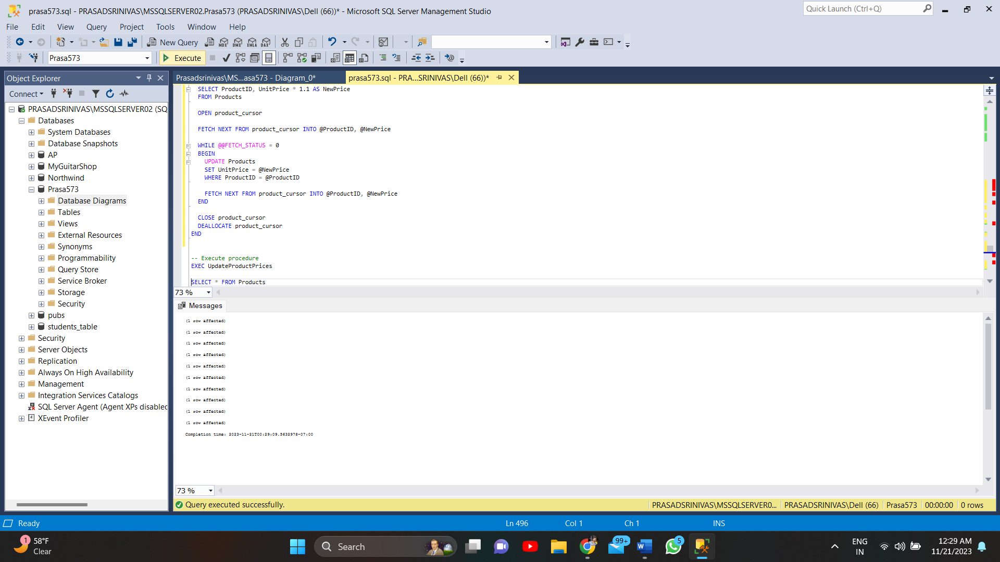 prasa573.sql - PRASADSRINIVAS\MSSQLSERVER02.Prasa573 (PRASADSRINIVAS\Dell (66))* - Microsoft SQL Server Management Studio
Quick Launch (Ctrl+Q)
File Edit View Query Project Tools Window Help
New Query
MDX DMX XMLA DAX
Prasa573
Execute
Object Explorer
Connect
PRASADSRINIVAS\MSSQLSERVER02 (SQ
Databases
System Databases
Database Snapshots
AP
MyGuitarShop
Northwind
Prasa573
Database Diagrams
Tables
Views
External Resources
Synonyms
Programmability
Query Store
Service Broker
Storage
Security
pubs
students_table
Security
Server Objects
Replication
Always On High Availability
Management
Integration Services Catalogs
SQL Server Agent (Agent XPs disabled
XEvent Profiler
Prasadsrinivas\MS...asa573 - Diagram_0*
prasa573.sql - PRA...SRINIVAS\Dell (66))*
SELECT ProductID, UnitPrice * 1.1 AS NewPrice
FROM Products
OPEN product_cursor
FETCH NEXT FROM product_cursor INTO @ProductID, @NewPrice
WHILE @@FETCH_STATUS = 0
BEGIN
UPDATE Products
SET UnitPrice = @NewPrice
WHERE ProductID = @ProductID
FETCH NEXT FROM product_cursor INTO @ProductID, @NewPrice
END
CLOSE product_cursor
DEALLOCATE product_cursor
END
-- Execute procedure
EXEC UpdateProductPrices
SELECT * FROM Products
73 %
Messages
(1 row affected)
(1 row affected)
(1 row affected)
(1 row affected)
(1 row affected)
(1 row affected)
(1 row affected)
(1 row affected)
(1 row affected)
(1 row affected)
Completion time: 2023-11-21T00:29:09.5632978-07:00
73 %
Query executed successfully.
PRASADSRINIVAS\MSSQLSERVER0... PRASADSRINIVAS\Dell (66) Prasa573 00:00:00 0 rows
Ready
Ln 496 Col 1 Ch 1 INS
1
58°F
Clear
Search
99+
W
5
ENG
IN
12:29 AM
11/21/2023